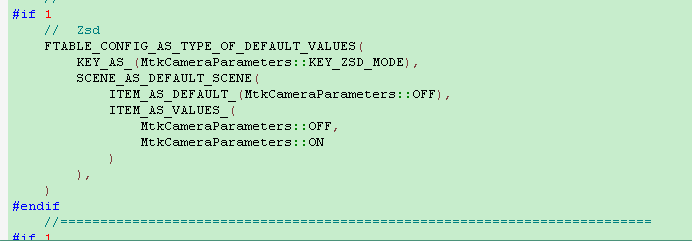 //
#if 1
    //  Zsd
    FTABLE_CONFIG_AS_TYPE_OF_DEFAULT_VALUES(
        KEY_AS_(MtkCameraParameters::KEY_ZSD_MODE),
        SCENE_AS_DEFAULT_SCENE(
            ITEM_AS_DEFAULT_(MtkCameraParameters::OFF),
            ITEM_AS_VALUES_(
                MtkCameraParameters::OFF,
                MtkCameraParameters::ON
            )
        ),
    )
#endif
    //==========================================================================
#if 1